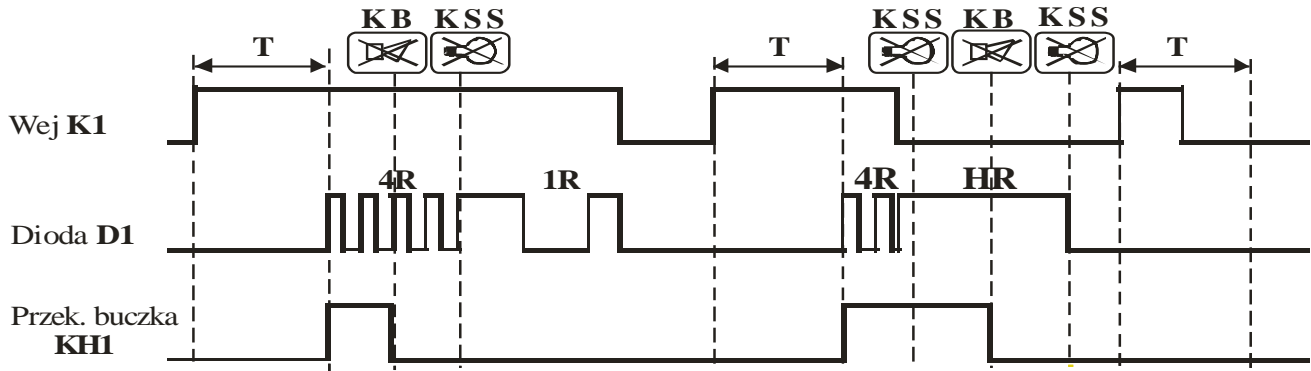 KB KSS KSS KB KSS
T T T
Wej K1
4R 1R 4R HR
Dioda D1
Przek. buczka
KH1